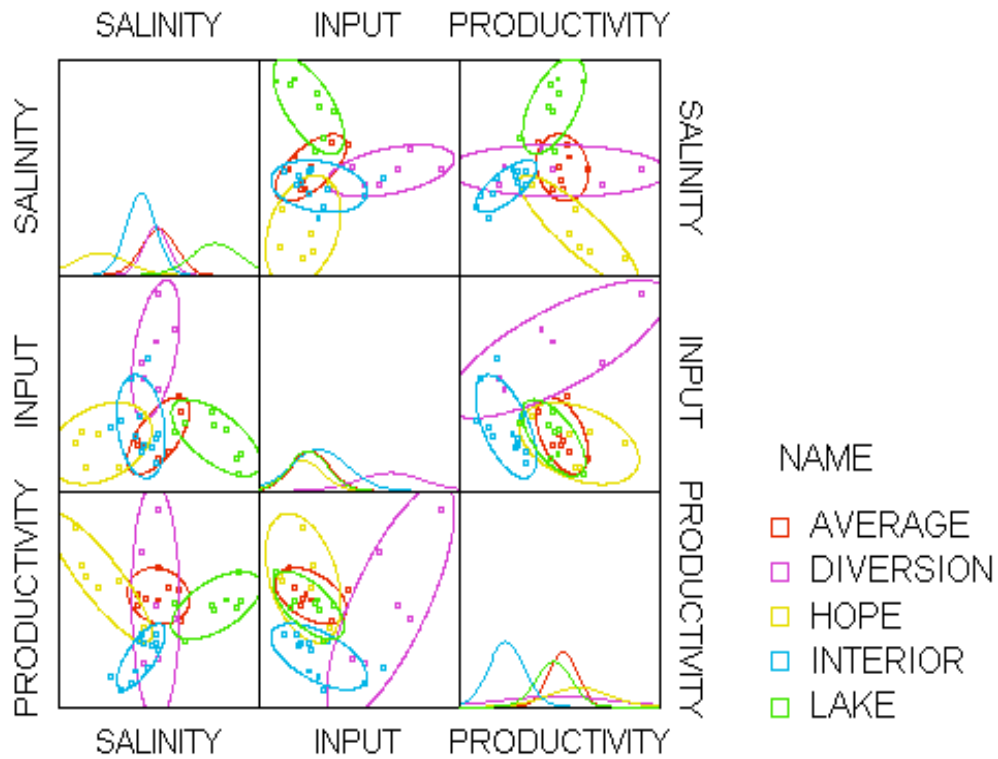 SALINITY INPUT PRODUCTIVITY
SALINITY
SALINITY
INPUT
INPUT
PRODUCTIVITY
PRODUCTIVITY
SALINITY INPUT PRODUCTIVITY
NAME
AVERAGE
DIVERSION
HOPE
INTERIOR
LAKE